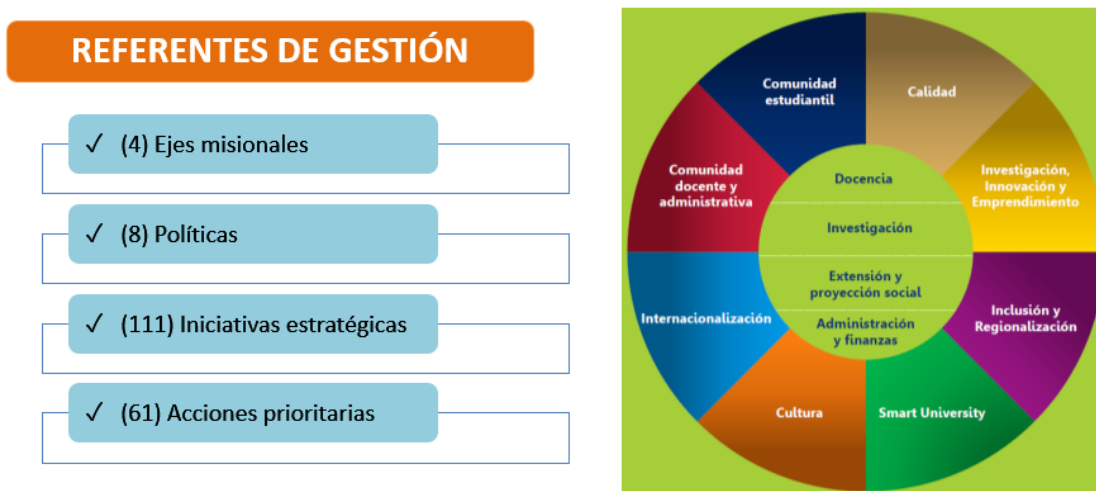 REFERENTES DE GESTIÓN
✓ (4) Ejes misionales
✓ (8) Políticas
✓ (111) Iniciativas estratégicas
✓ (61) Acciones prioritarias
Comunidad
estudiantil
Calidad
Comunidad
docente y
administrativa
Investigación,
Innovación y
Emprendimiento
Docencia
Investigación
Extensión y
proyección social
Administración
y finanzas
Internacionalización
Inclusión y
Regionalización
Cultura
Smart University